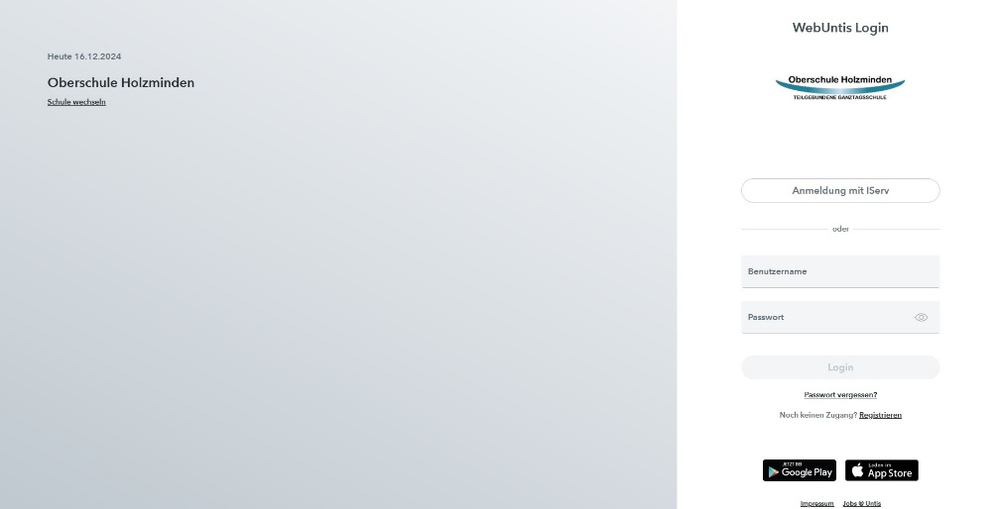 Heute 16.12.2024
Oberschule Holzminden
Schule wechseln
WebUntis Login
Oberschule Holzminden
TEILGEBUNDENE GANZTAGSSCHULE
Anmeldung mit IServ
oder
Benutzername
Passwort
Login
Passwort vergessen?
Noch keinen Zugang? Registrieren
JETZT BEI
Google Play
Laden im
App Store
Impressum Jobs @ Untis